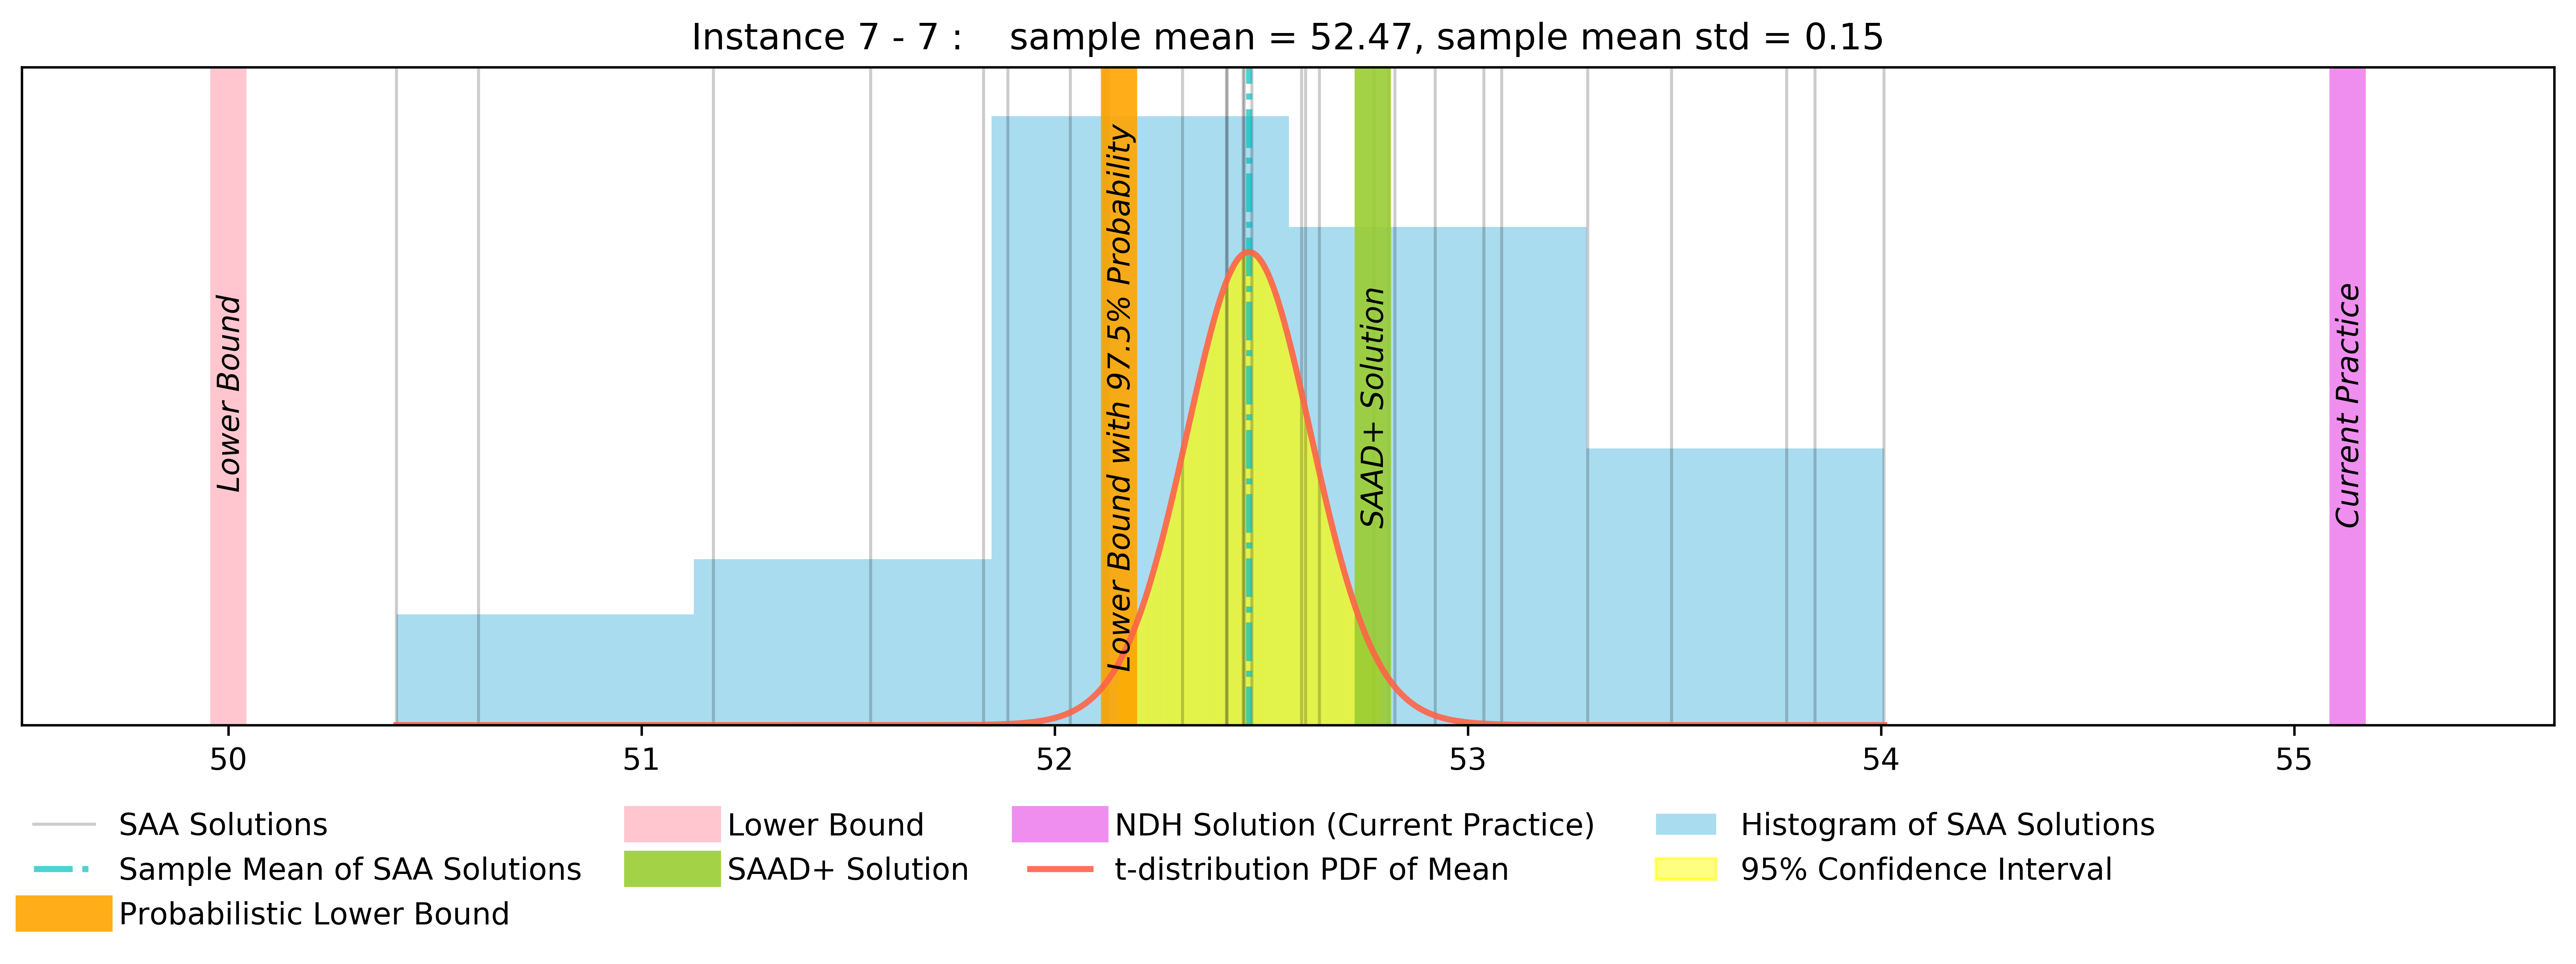 Instance 7 - 7 :    sample mean = 52.47, sample mean std = 0.15
Lower Bound
Lower Bound with 97.5% Probability
SAAD+ Solution
Current Practice
50 51 52 53 54 55
SAA Solutions
Sample Mean of SAA Solutions
Probabilistic Lower Bound
Lower Bound
SAAD+ Solution
NDH Solution (Current Practice)
t-distribution PDF of Mean
Histogram of SAA Solutions
95% Confidence Interval